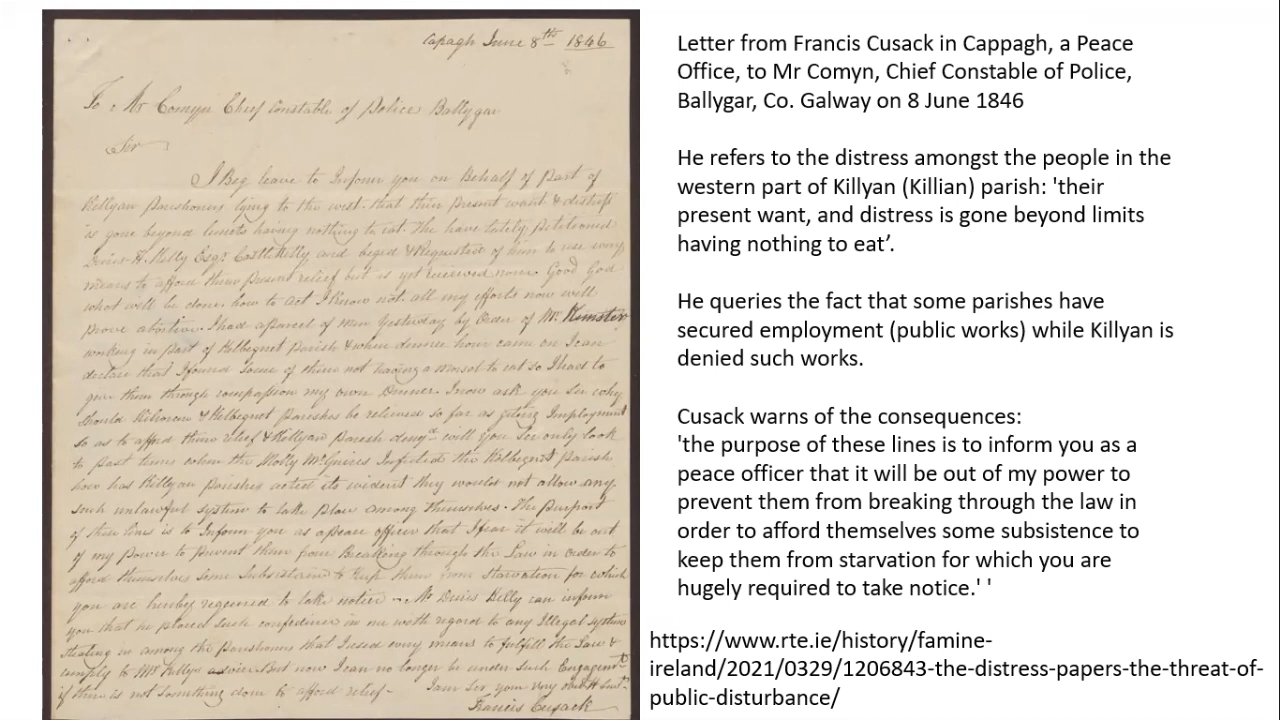 Capagh June 8th 1846
To Mr Comyn Chief Constable of Police Ballygar
Sir
I Beg leave to Inform you on Behalf of Part of
Killyan Parishoners lying to the west. that their Present want & distress
is gone beyond limits having nothing to eat. The have lately Petitioned
Denis H. Kelly Esqr Castlekelly and beged & Requested of him to use every
means to afford them Present relief but is yet received none. Good God
what will be done. how to act I know not. all my efforts now will
prove abortive. I had a parcel of men Yesterday by Order of Mr.
working in part of Kilbegnet Parish & when dinner hour came on I can
declare that I found some of them not having a morsel to eat so I had to
give them through compassion my own Dinner. I now ask you Sir why
should & Kilbegnet Parishes be relieved so far as giving Imployment
so as to afford them relief & Killyan Parish denyd will you Sir only look
to past times when the Molly McGuires Infested the Kilbegnet Parish
how has Killyan Parishes acted its evident they would not allow any
such unlawful system to take place among themselves. The Purport
of these lines is to Inform you as a Peace officer that I fear it will be out
of my Power to Prevent them from Breaking through the Law in order to
afford themselves some Subsistance to Keep them from Starvation for which
you are hereby required to take notice - Mr Denis Kelly can inform
you that he placed such confidence in me with regard to any Illegal system
in among the Parishoners that I used every means to fulfill the Law &
comply to Mr Kellys advice. But now I can no longer be under such Engagemt
if there is not Something done to afford relief - I am Sir your very
Francis Cusack
Letter from Francis Cusack in Cappagh, a Peace
Office, to Mr Comyn, Chief Constable of Police,
Ballygar, Co. Galway on 8 June 1846
He refers to the distress amongst the people in the
western part of Killyan (Killian) parish: 'their
present want, and distress is gone beyond limits
having nothing to eat’.
He queries the fact that some parishes have
secured employment (public works) while Killyan is
denied such works.
Cusack warns of the consequences:
'the purpose of these lines is to inform you as a
peace officer that it will be out of my power to
prevent them from breaking through the law in
order to afford themselves some subsistence to
keep them from starvation for which you are
hugely required to take notice.' '
https://www.rte.ie/history/famine-
ireland/2021/0329/1206843-the-distress-papers-the-threat-of-
public-disturbance/